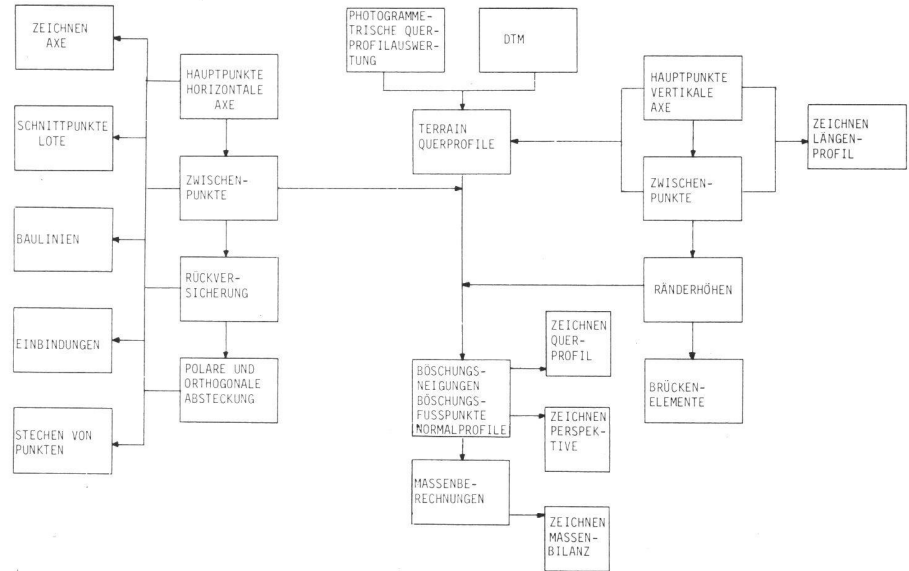 ZEICHNEN
AXE
SCHNITTPUNKTE
LOTE
BAULINIEN
EINBINDUNGEN
STECHEN VON
PUNKTEN
HAUPTPUNKTE
HORIZONTALE
AXE
ZWISCHEN-
PUNKTE
RÜCKVER-
SICHERUNG
POLARE UND
ORTHOGONALE
ABSTECKUNG
PHOTOGRAMME-
TRISCHE QUER-
PROFILAUSWER-
TUNG
DTM
TERRAIN
QUERPROFILE
BÖSCHUNGS-
NEIGUNGEN
BÖSCHUNGS-
FUSSPUNKTE
NORMALPROFILE
MASSENBE-
RECHNUNGEN
ZEICHNEN
QUER-
PROFIL
ZEICHNEN
PERSPEK-
TIVE
ZEICHNEN
MASSEN-
BILANZ
HAUPTPUNKTE
VERTIKALE
AXE
ZWISCHEN-
PUNKTE
RÄNDERHÖHEN
BRÜCKEN-
ELEMENTE
ZEICHNEN
LÄNGEN-
PROFIL